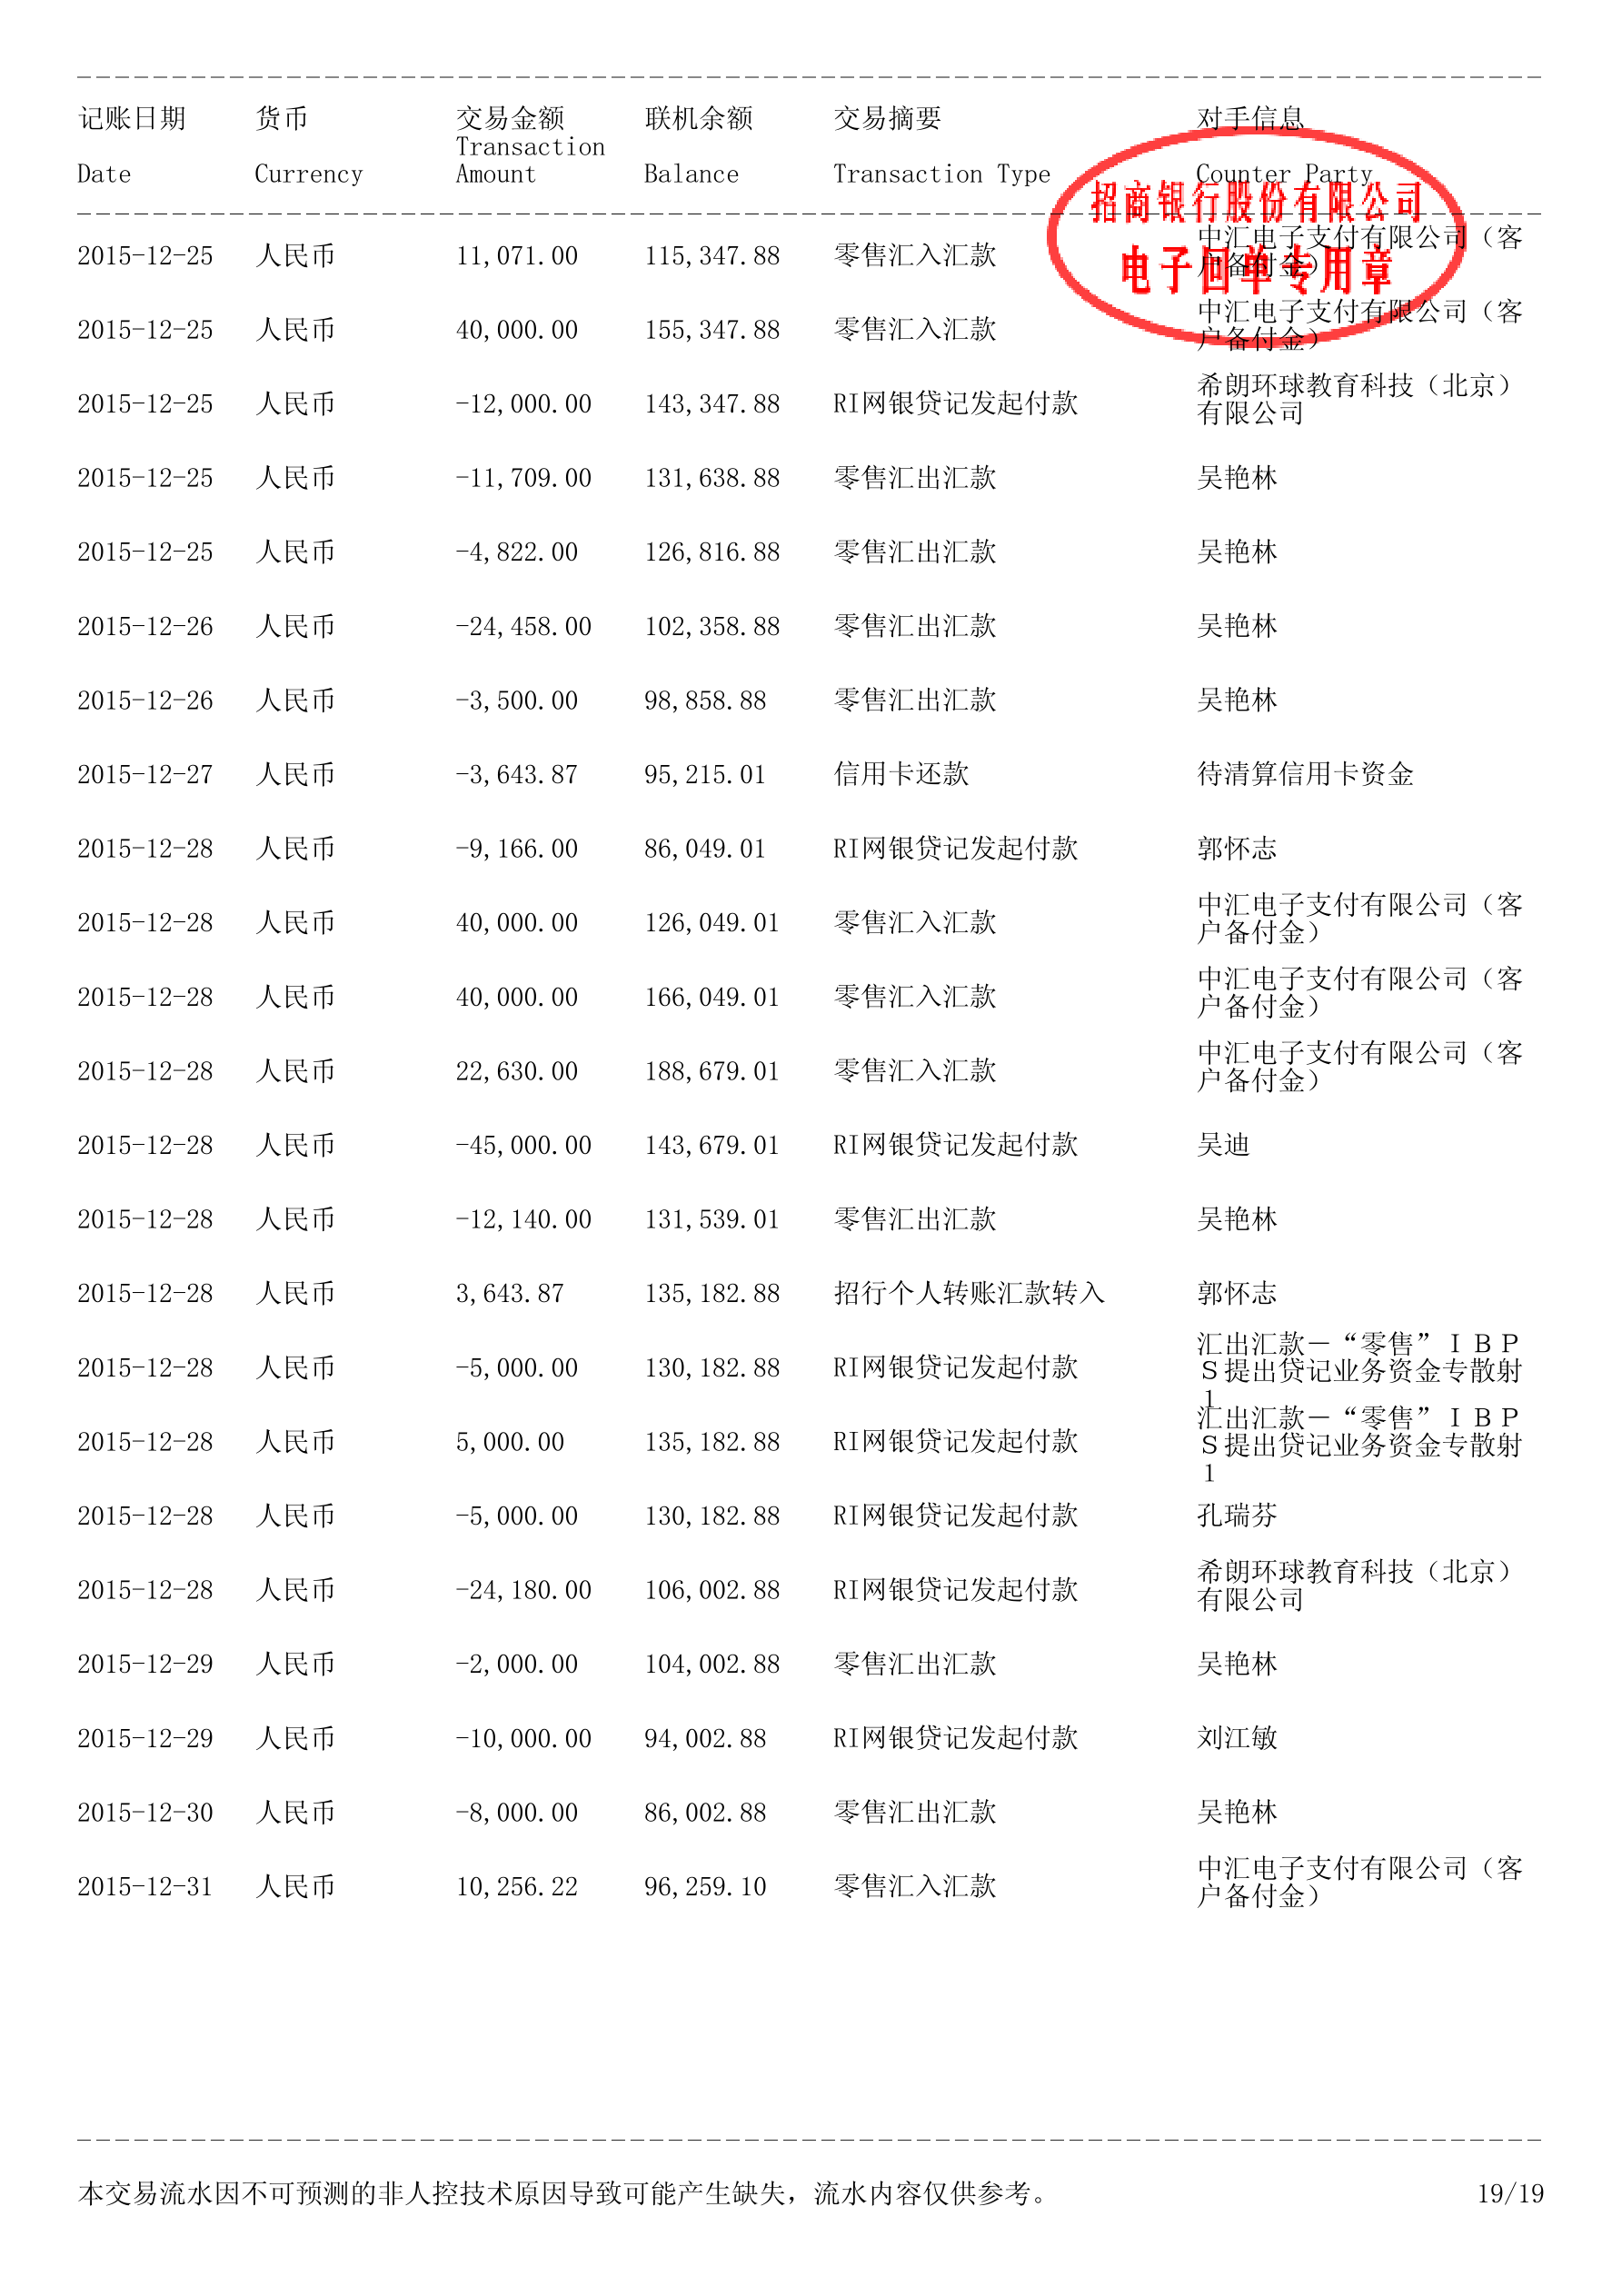 记账日期 货币 交易金额 联机余额 交易摘要 对手信息
Transaction
Date Currency Amount Balance Transaction Type Counter Party
招商银行股份有限公司
电子回单专用章
中汇电子支付有限公司（客
2015-12-25 人民币 11,071.00 115,347.88 零售汇入汇款
户备付金）
中汇电子支付有限公司（客
2015-12-25 人民币 40,000.00 155,347.88 零售汇入汇款
户备付金）
希朗环球教育科技（北京）
2015-12-25 人民币 -12,000.00 143,347.88 RI网银贷记发起付款
有限公司
2015-12-25 人民币 -11,709.00 131,638.88 零售汇出汇款 吴艳林
2015-12-25 人民币 -4,822.00 126,816.88 零售汇出汇款 吴艳林
2015-12-26 人民币 -24,458.00 102,358.88 零售汇出汇款 吴艳林
2015-12-26 人民币 -3,500.00 98,858.88 零售汇出汇款 吴艳林
2015-12-27 人民币 -3,643.87 95,215.01 信用卡还款 待清算信用卡资金
2015-12-28 人民币 -9,166.00 86,049.01 RI网银贷记发起付款 郭怀志
中汇电子支付有限公司（客
2015-12-28 人民币 40,000.00 126,049.01 零售汇入汇款
户备付金）
中汇电子支付有限公司（客
2015-12-28 人民币 40,000.00 166,049.01 零售汇入汇款
户备付金）
中汇电子支付有限公司（客
2015-12-28 人民币 22,630.00 188,679.01 零售汇入汇款
户备付金）
2015-12-28 人民币 -45,000.00 143,679.01 RI网银贷记发起付款 吴迪
2015-12-28 人民币 -12,140.00 131,539.01 零售汇出汇款 吴艳林
2015-12-28 人民币 3,643.87 135,182.88 招行个人转账汇款转入 郭怀志
汇出汇款－“零售”ＩＢＰ
2015-12-28 人民币 -5,000.00 130,182.88 RI网银贷记发起付款 Ｓ提出贷记业务资金专散射
１
汇出汇款－“零售”ＩＢＰ
2015-12-28 人民币 5,000.00 135,182.88 RI网银贷记发起付款 Ｓ提出贷记业务资金专散射
１
2015-12-28 人民币 -5,000.00 130,182.88 RI网银贷记发起付款 孔瑞芬
希朗环球教育科技（北京）
2015-12-28 人民币 -24,180.00 106,002.88 RI网银贷记发起付款
有限公司
2015-12-29 人民币 -2,000.00 104,002.88 零售汇出汇款 吴艳林
2015-12-29 人民币 -10,000.00 94,002.88 RI网银贷记发起付款 刘江敏
2015-12-30 人民币 -8,000.00 86,002.88 零售汇出汇款 吴艳林
中汇电子支付有限公司（客
2015-12-31 人民币 10,256.22 96,259.10 零售汇入汇款
户备付金）
本交易流水因不可预测的非人控技术原因导致可能产生缺失，流水内容仅供参考。 19/19